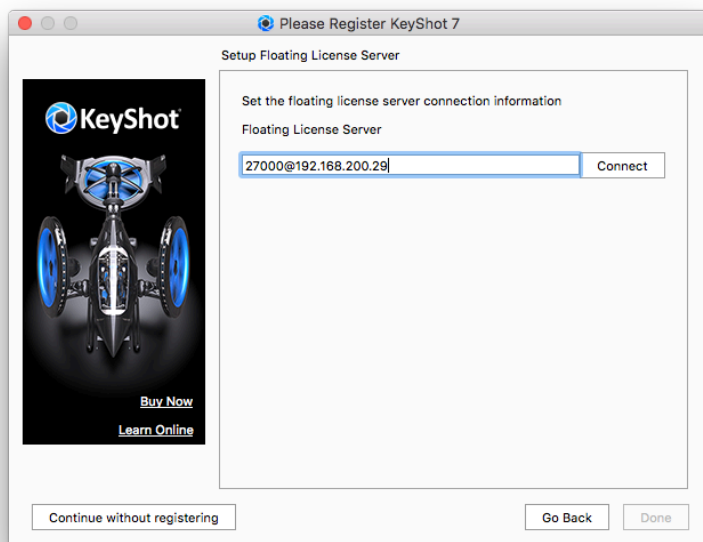 Please Register KeyShot 7
Setup Floating License Server
KeyShot
Set the floating license server connection information
Floating License Server
27000@192.168.200.29
Connect
Buy Now
Learn Online
Continue without registering
Go Back
Done